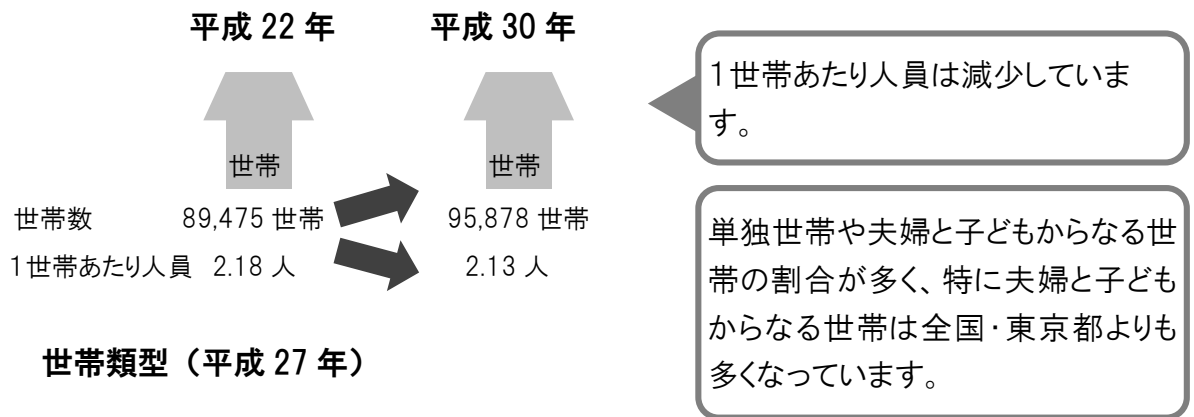 平成 22 年 平成 30 年
世帯 世帯
世帯数 89,475 世帯 95,878 世帯
1世帯あたり人員 2.18 人 2.13 人
世帯類型（平成 27 年）
1世帯あたり人員は減少していま
す。
単独世帯や夫婦と子どもからなる世
帯の割合が多く、特に夫婦と子ども
からなる世帯は全国・東京都よりも
多くなっています。